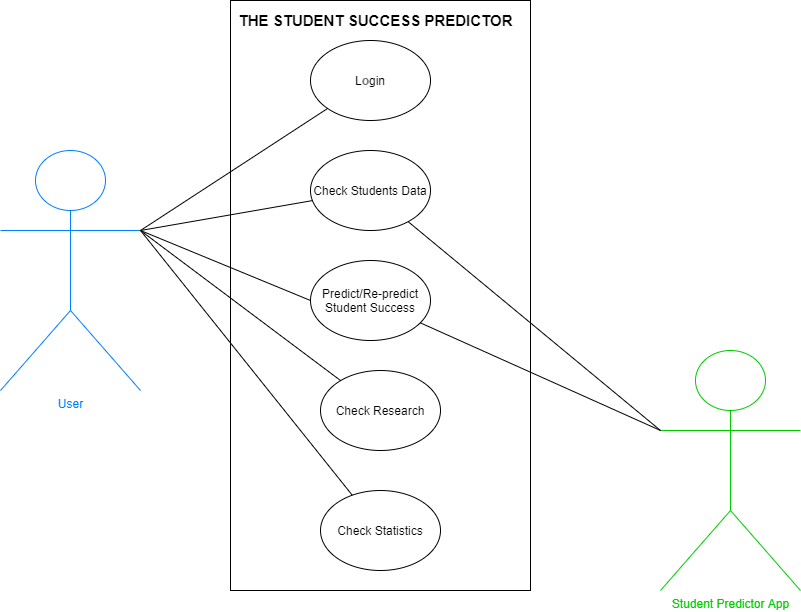 THE STUDENT SUCCESS PREDICTOR
Login
Check Students Data
Predict/Re-predict
Student Success
Check Research
Check Statistics
User
Student Predictor App